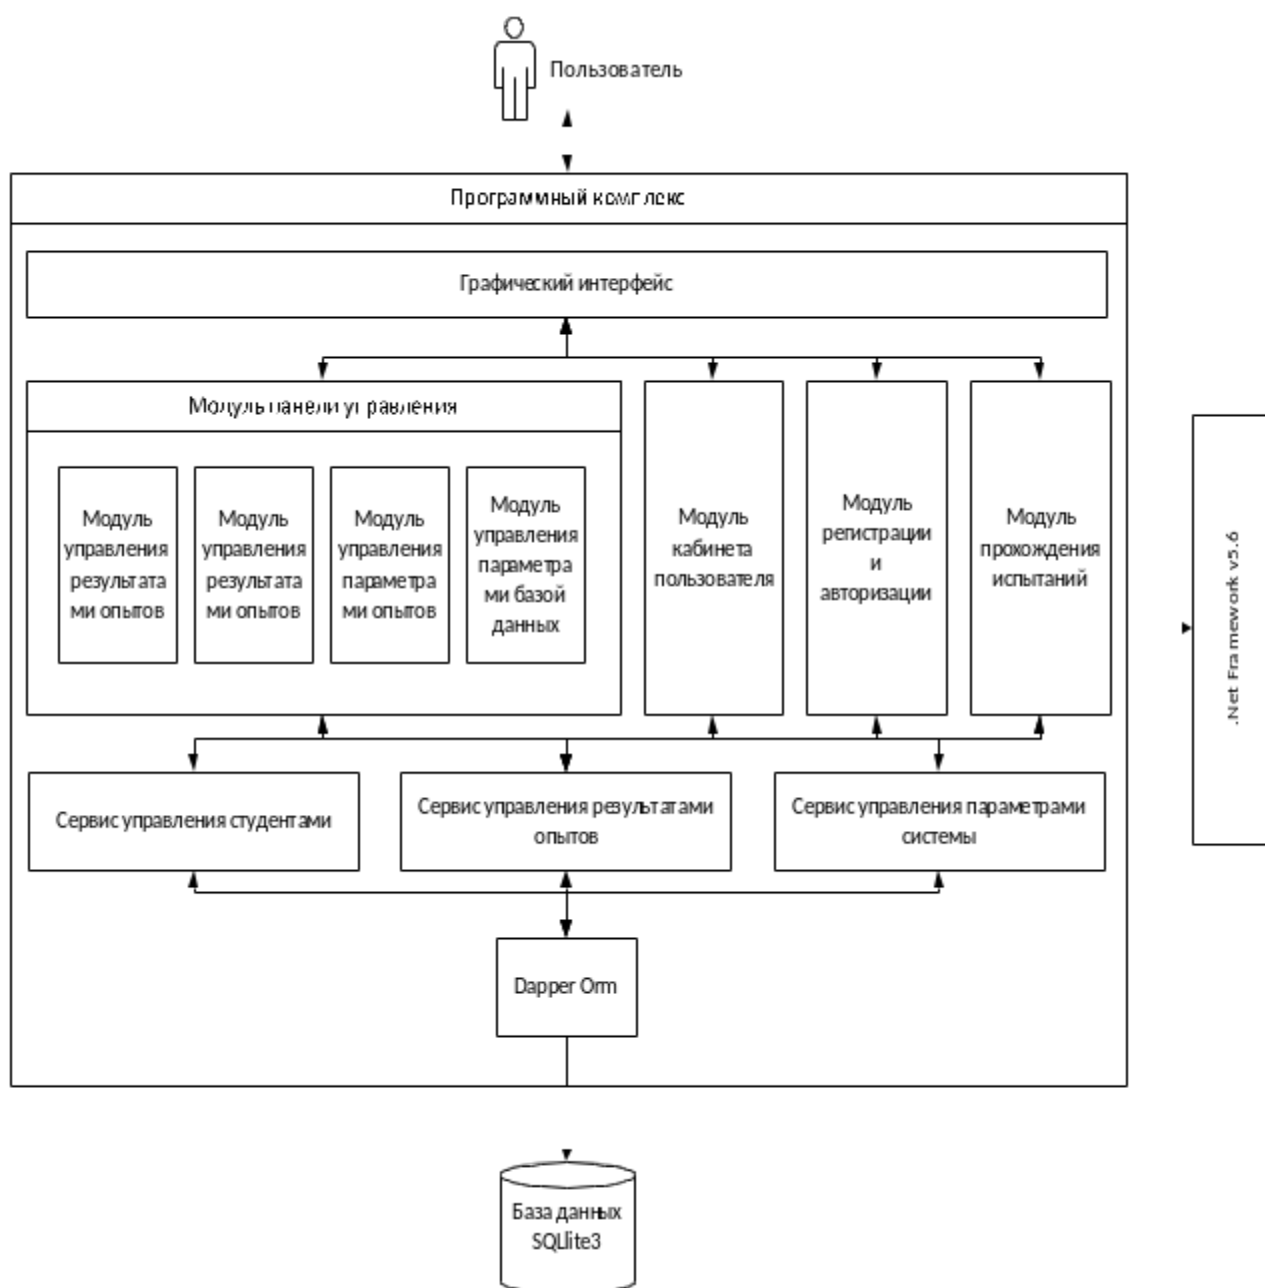 Пользователь
Программный комплекс
Графический интерфейс
Модуль панели управления
Модуль
управления
результата
ми опытов
Модуль
управления
результата
ми опытов
Модуль
управления
параметра
ми опытов
Модуль
управления
параметра
ми базой
данных
Модуль
кабинета
пользователя
Модуль
регистрации
и
авторизации
Модуль
прохождения
испытаний
.Net Framework v5.6
Сервис управления студентами
Сервис управления результатами
опытов
Сервис управления параметрами
системы
Dapper Orm
База данных
SQLlite3